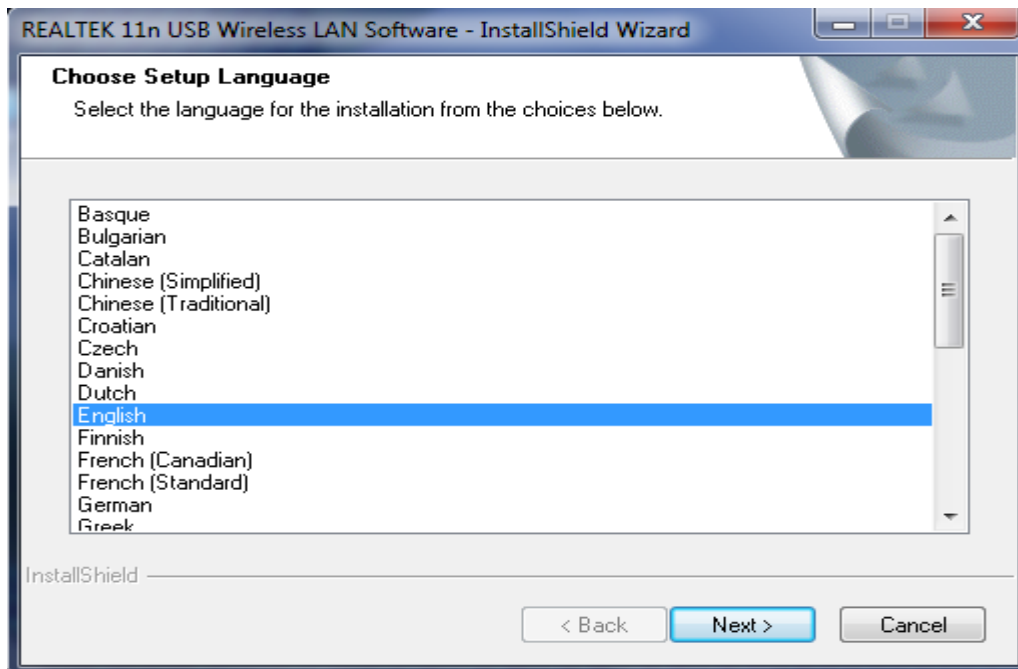 REALTEK 11n USB Wireless LAN Software - InstallShield Wizard
Choose Setup Language
Select the language for the installation from the choices below.
Basque
Bulgarian
Catalan
Chinese (Simplified)
Chinese (Traditional)
Croatian
Czech
Danish
Dutch
English
Finnish
French (Canadian)
French (Standard)
German
Greek
InstallShield
< Back Next > Cancel